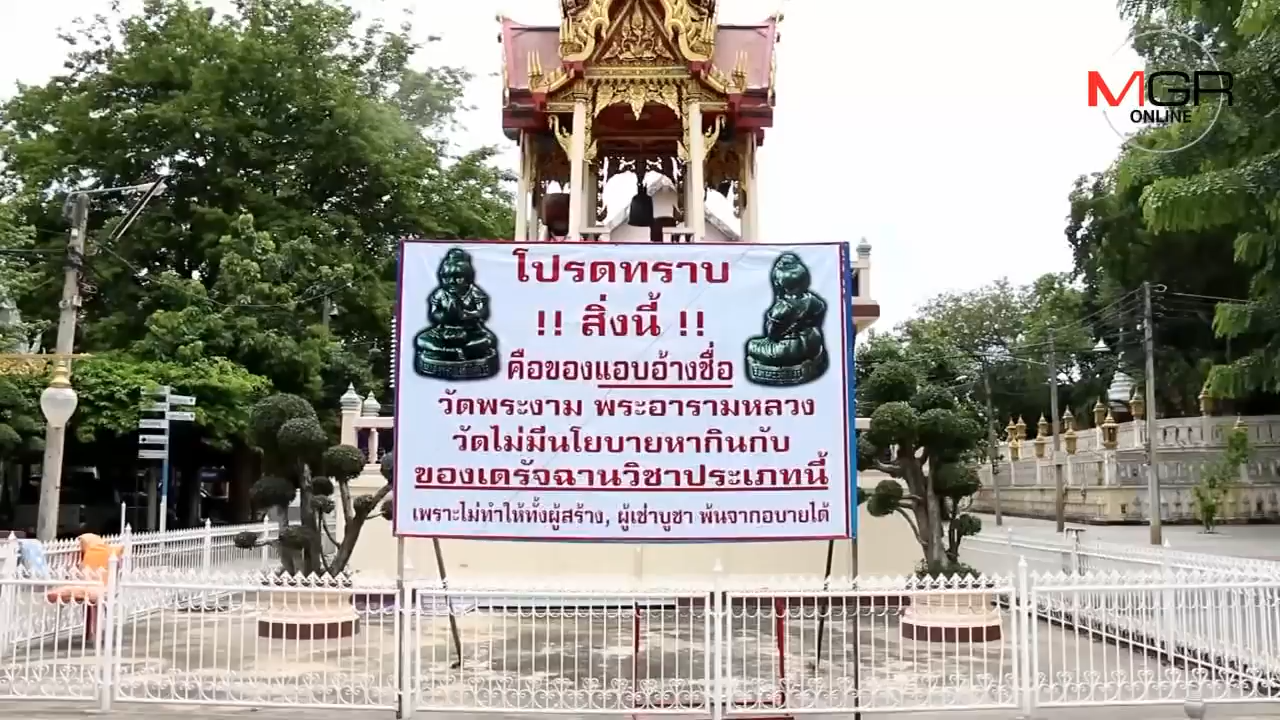 MGR
ONLINE
โปรดทราบ
!! สิ่งนี้ !!
คือของแอบอ้างชื่อ
วัดพระงาม พระอารามหลวง
วัดไม่มีนโยบายหากินกับ
ของเดรัจฉานวิชาประเภทนี้
เพราะไม่ทำให้ทั้งผู้สร้าง, ผู้เช่าบูชา พ้นจากอบายได้